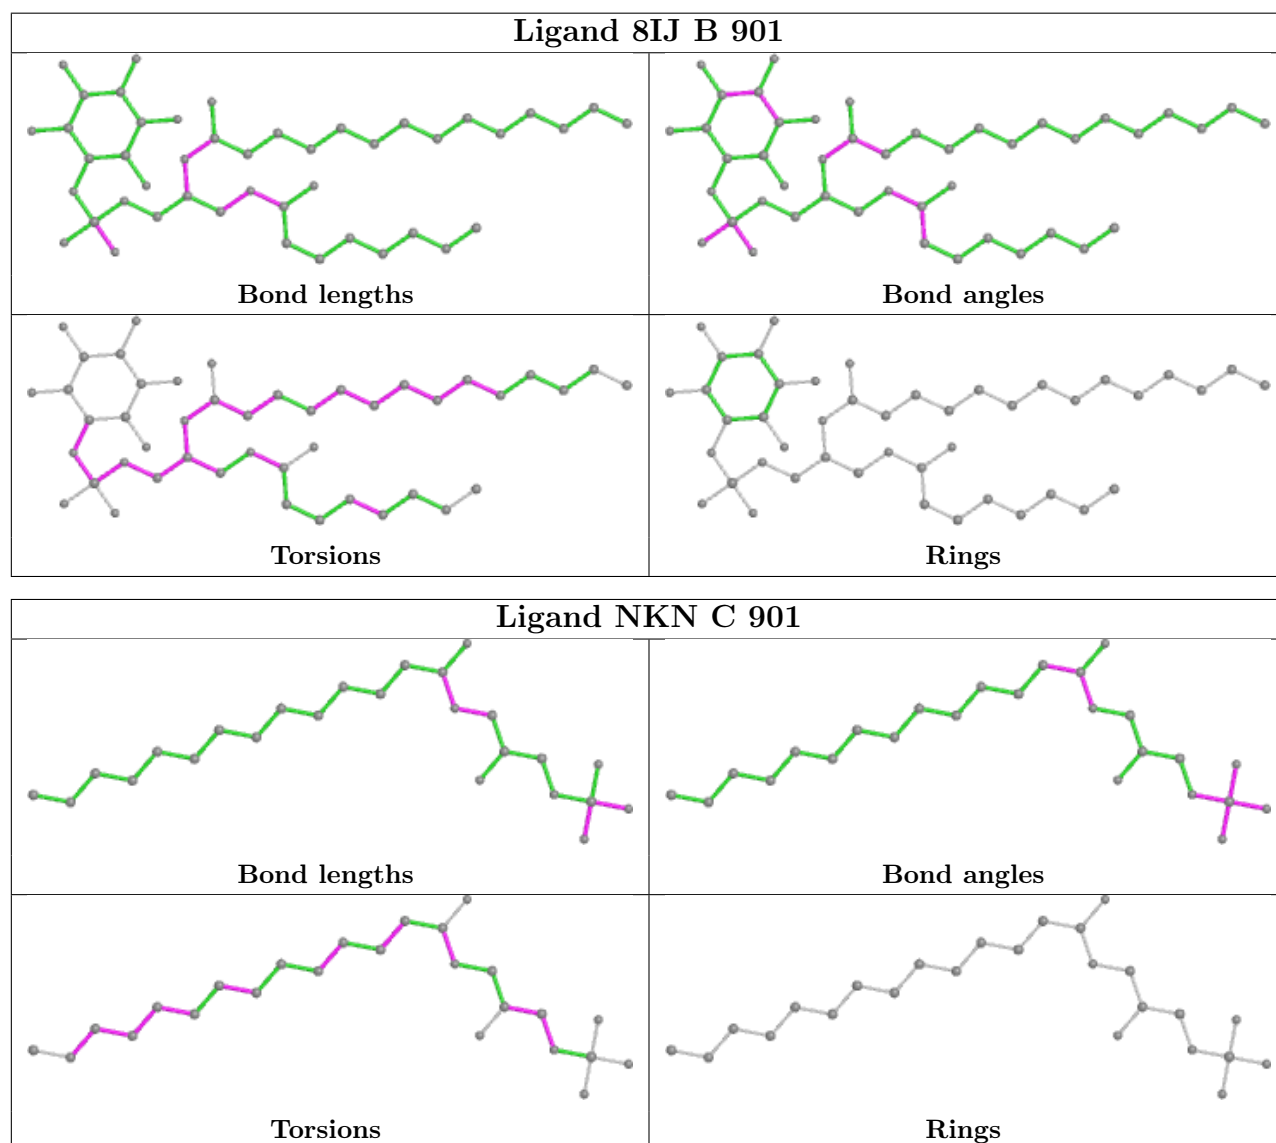 Ligand 8IJ B 901
Bond lengths
Bond angles
Torsions
Rings
Ligand NKN C 901
Bond lengths
Bond angles
Torsions
Rings